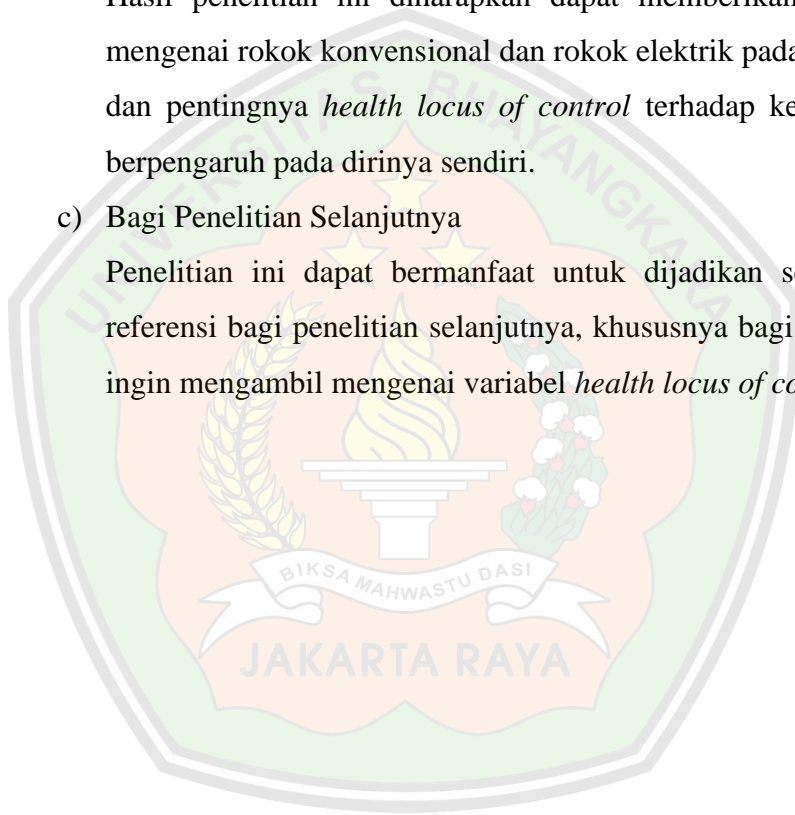 Hasil penelitian ini diharapkan dapat memberikan
mengenai rokok konvensional dan rokok elektrik pada
dan pentingnya health locus of control terhadap ke
berpengaruh pada dirinya sendiri.
c) Bagi Penelitian Selanjutnya
Penelitian ini dapat bermanfaat untuk dijadikan se
referensi bagi penelitian selanjutnya, khususnya bagi
ingin mengambil mengenai variabel health locus of co
UNIVERSITAS BHAYANGKARA
BIKSA MAHWASTU DASI
JAKARTA RAYA